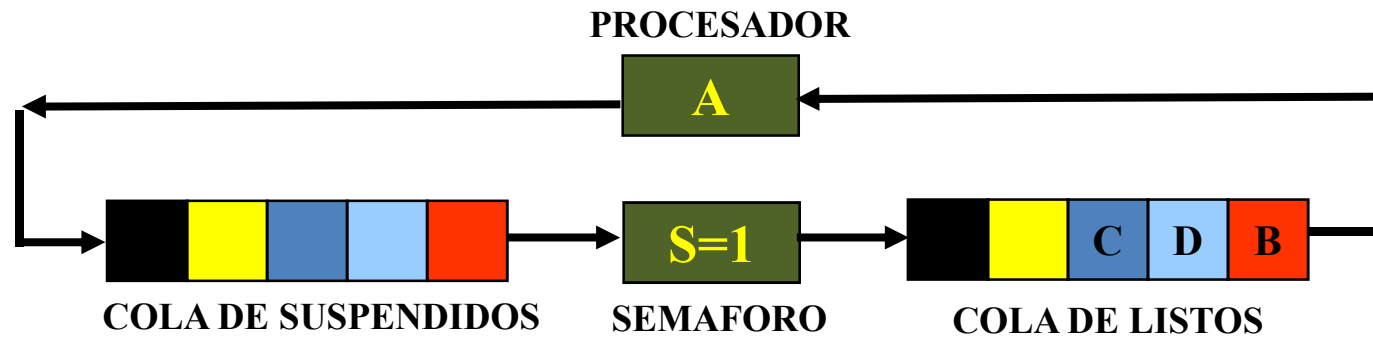 PROCESADOR
A
S=1
C D B
COLA DE SUSPENDIDOS
SEMAFORO
COLA DE LISTOS